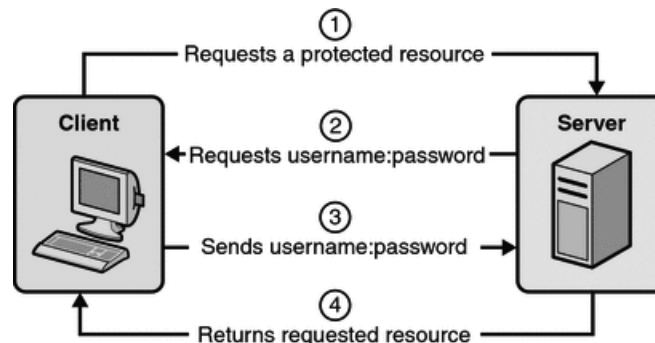 1
Requests a protected resource
Client
Server
2
Requests username:password
3
Sends username:password
4
Returns requested resource